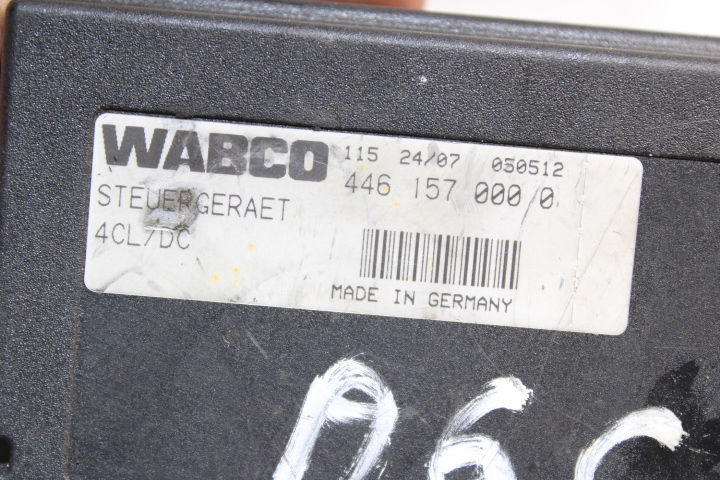 WABCO 115 24/07 050512
446 157 000 0
STEUERGERAET
4CL/DC
MADE IN GERMANY